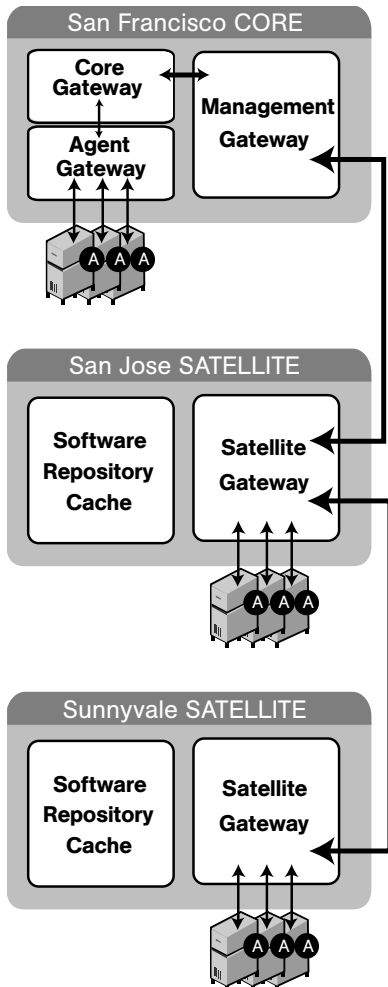 San Francisco CORE
Core
Gateway
Management
Gateway
Agent
Gateway
A A A
San Jose SATELLITE
Software
Repository
Cache
Satellite
Gateway
A A A
Sunnyvale SATELLITE
Software
Repository
Cache
Satellite
Gateway
A A A